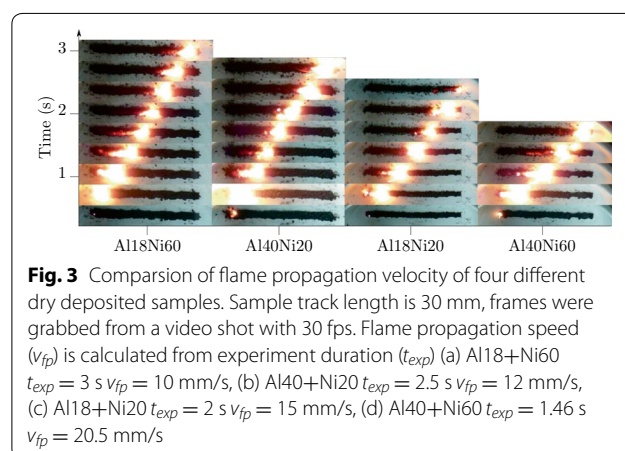 3
2
Time (s)
1
Al18Ni60 Al40Ni20 Al18Ni20 Al40Ni60
Fig. 3 Comparsion of flame propagation velocity of four different
dry deposited samples. Sample track length is 30 mm, frames were
grabbed from a video shot with 30 fps. Flame propagation speed
(vfp) is calculated from experiment duration (texp) (a) Al18+Ni60
texp = 3 s vfp = 10 mm/s, (b) Al40+Ni20 texp = 2.5 s vfp = 12 mm/s,
(c) Al18+Ni20 texp = 2 s vfp = 15 mm/s, (d) Al40+Ni60 texp = 1.46 s
vfp = 20.5 mm/s